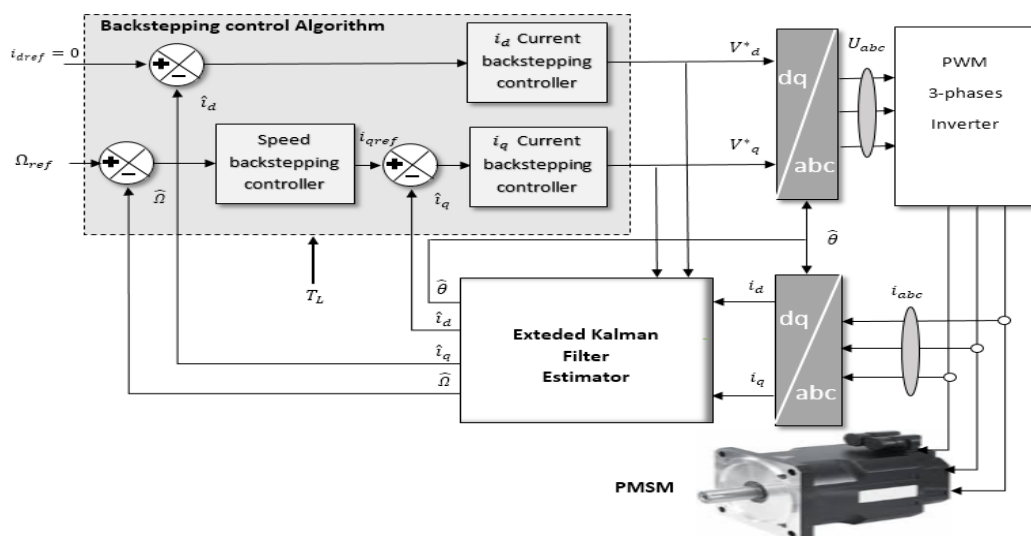 Backstepping control Algorithm
i_dref = 0
î_d
i_d Current
backstepping
controller
V*_d
dq
abc
U_abc
PWM
3-phases
Inverter
Ω_ref
Ω̂
Speed
backstepping
controller
i_qref
î_q
i_q Current
backstepping
controller
V*_q
T_L
θ̂
θ̂
î_d
î_q
Ω̂
Exteded Kalman
Filter
Estimator
i_d
i_q
dq
abc
i_abc
PMSM